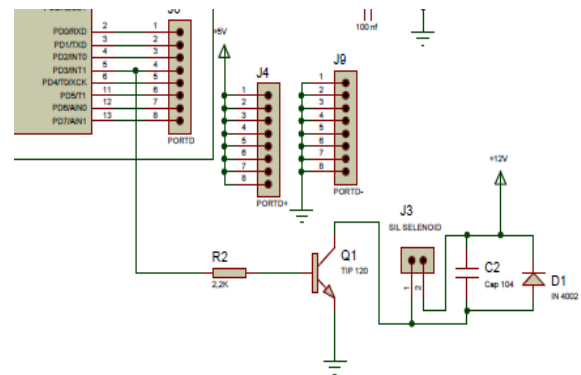 100 nf
PD0/RXD 2 1
PD1/TXD 3 2
PD2/INT0 4 3
PD3/INT1 5 4
PD4/T0/XCK 6 5
PD5/T1 11 6
PD6/AIN0 12 7
PD7/AIN1 13 8
PORTD
+5V
J4
1
2
3
4
5
6
7
8
PORTD+
J9
1
2
3
4
5
6
7
8
PORTD-
+12V
J3
SIL SELENOID
1
2
R2
2,2K
Q1
TIP 120
C2
Cap 104
D1
IN 4002